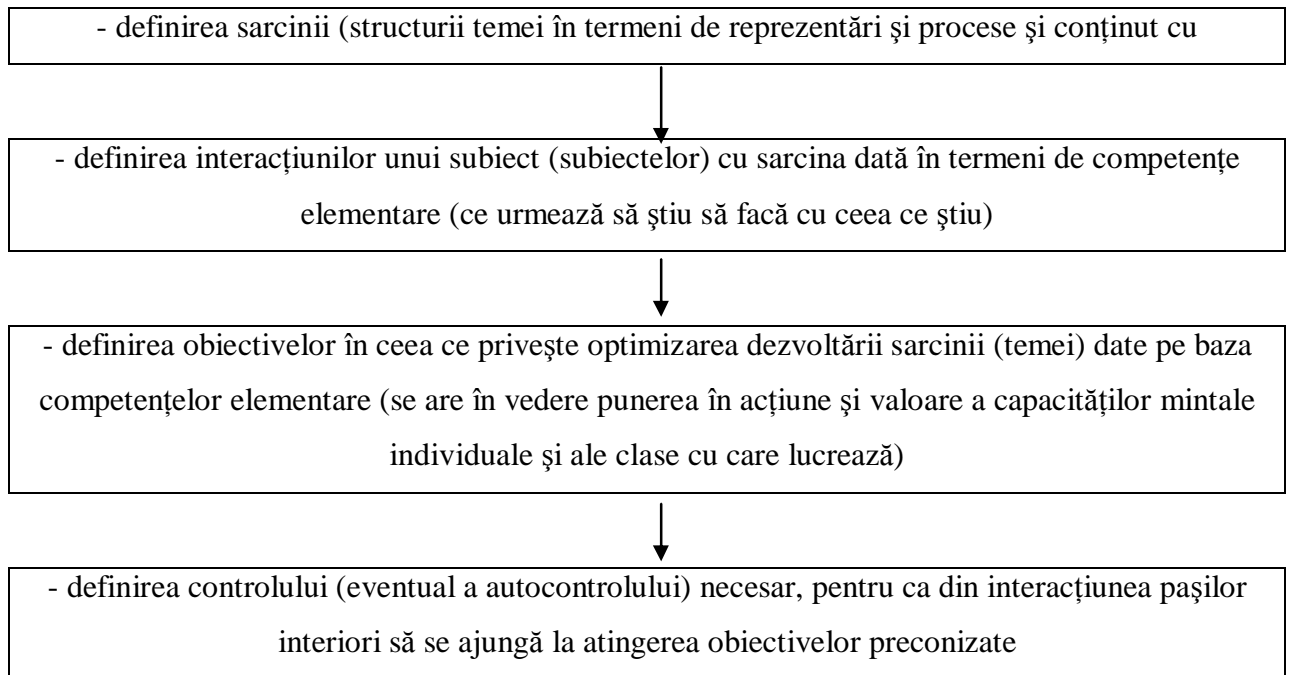 - definirea sarcinii (structurii temei în termeni de reprezentări şi procese şi conţinut cu
- definirea interacţiunilor unui subiect (subiectelor) cu sarcina dată în termeni de competenţe
elementare (ce urmează să ştiu să facă cu ceea ce ştiu)
- definirea obiectivelor în ceea ce priveşte optimizarea dezvoltării sarcinii (temei) date pe baza
competenţelor elementare (se are în vedere punerea în acţiune şi valoare a capacităţilor mintale
individuale şi ale clase cu care lucrează)
- definirea controlului (eventual a autocontrolului) necesar, pentru ca din interacţiunea paşilor
interiori să se ajungă la atingerea obiectivelor preconizate